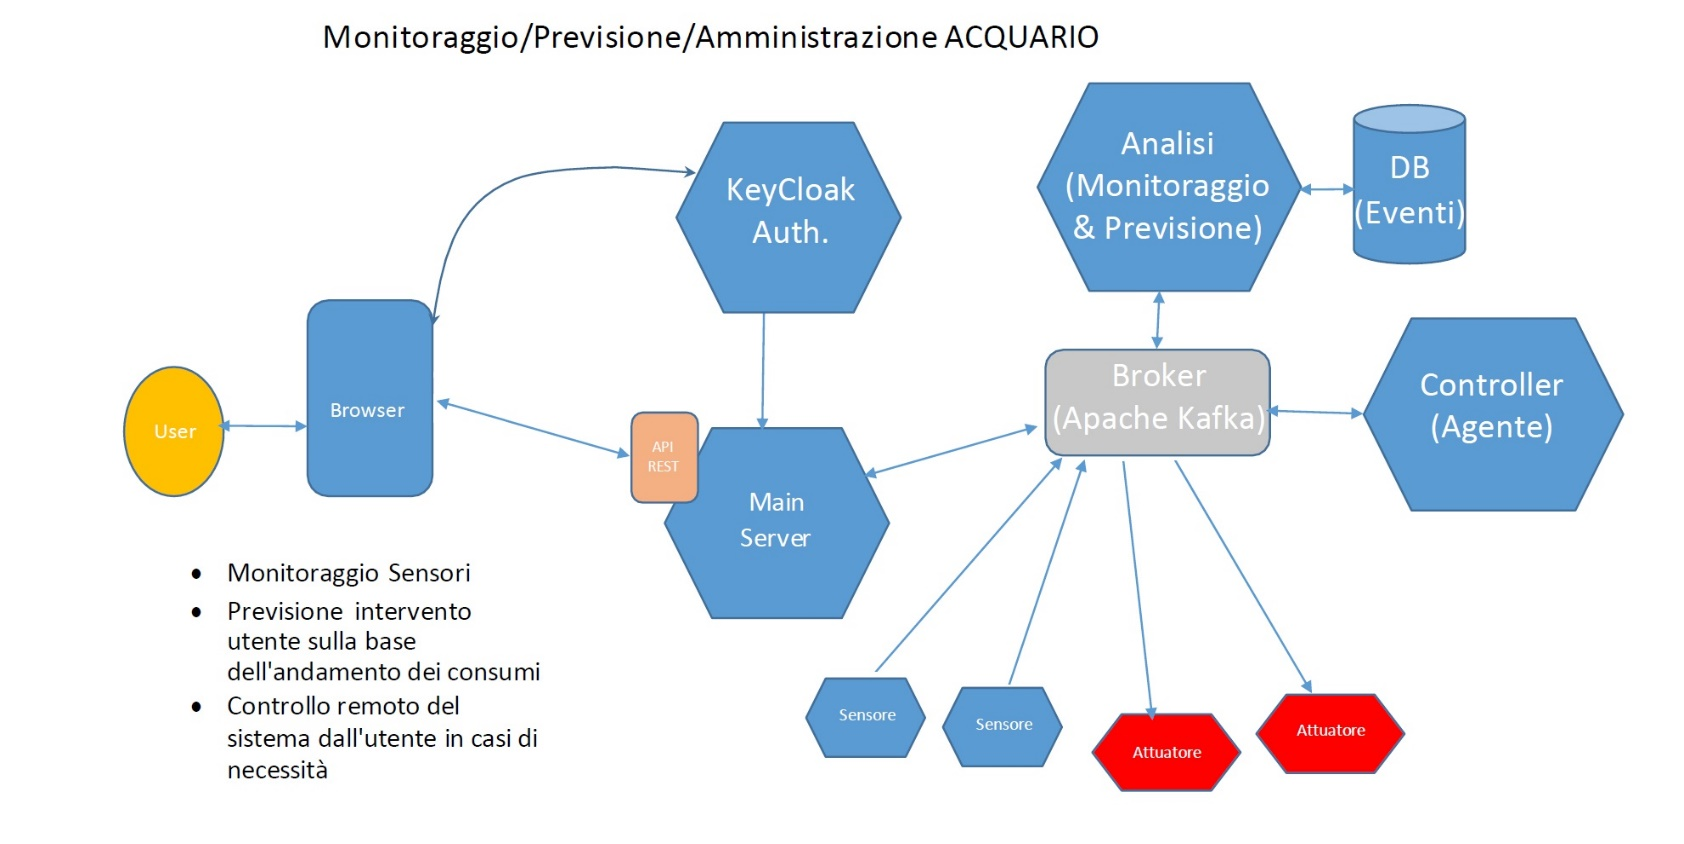 Monitoraggio/Previsione/Amministrazione ACQUARIO
KeyCloak
Auth.
Analisi
(Monitoraggio
& Previsione)
DB
(Eventi)
Browser
User
API
REST
Main
Server
Broker
(Apache Kafka)
Controller
(Agente)
• Monitoraggio Sensori
• Previsione intervento
utente sulla base
dell'andamento dei consumi
• Controllo remoto del
sistema dall'utente in casi di
necessità
Sensore
Sensore
Attuatore
Attuatore